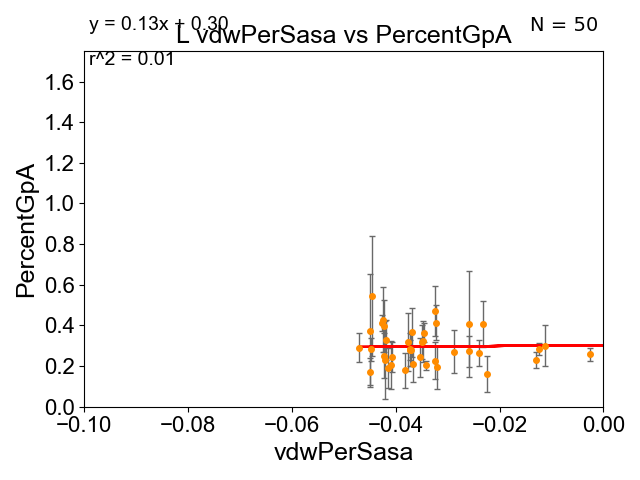 y = 0.13x + 0.30
N = 50
L vdwPerSasa vs PercentGpA
r^2 = 0.01
PercentGpA
1.6
1.4
1.2
1.0
0.8
0.6
0.4
0.2
0.0
−0.10
−0.08
−0.06
−0.04
−0.02
0.00
vdwPerSasa